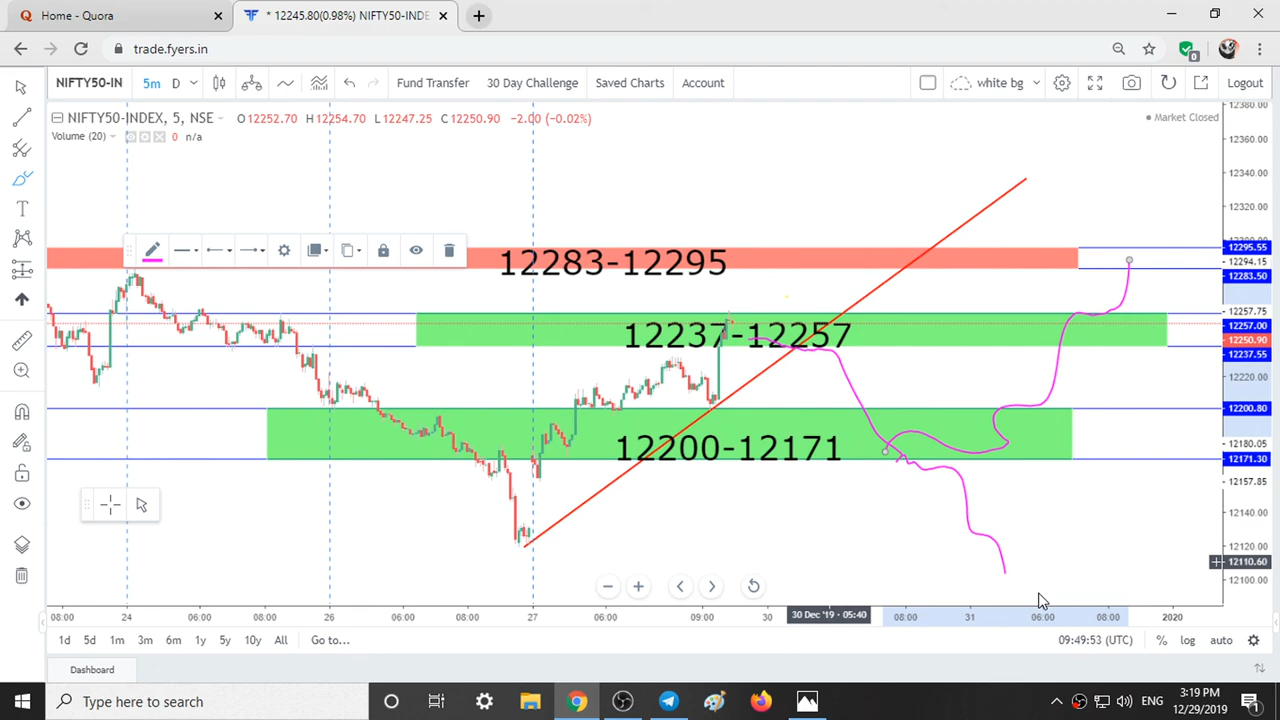 Home - Quora
* 12245.80(0.98%) NIFTY50-INDE
trade.fyers.in
0
NIFTY50-IN 5m D Fund Transfer 30 Day Challenge Saved Charts Account white bg Logout
NIFTY50-INDEX, 5, NSE O12252.70 H12254.70 L12247.25 C12250.90 -2.00 (-0.02%)
Market Closed
Volume (20) 0 n/a
12380.00
12360.00
12340.00
12320.00
12295.55
12283-12295
12294.15
12283.50
12257.75
12257.00
12237-12257
12250.90
12237.55
12220.00
12200.80
12200-12171
12180.05
12171.30
12157.85
12140.00
12120.00
12110.60
12100.00
08:00 24 06:00 08:00 26 06:00 08:00 27 06:00 09:00 30 30 Dec '19 - 05:40 08:00 31 06:00 08:00 2020
1d 5d 1m 3m 6m 1y 5y 10y All Go to... 09:49:53 (UTC) % log auto
Dashboard
Type here to search
ENG
3:19 PM
12/29/2019
1